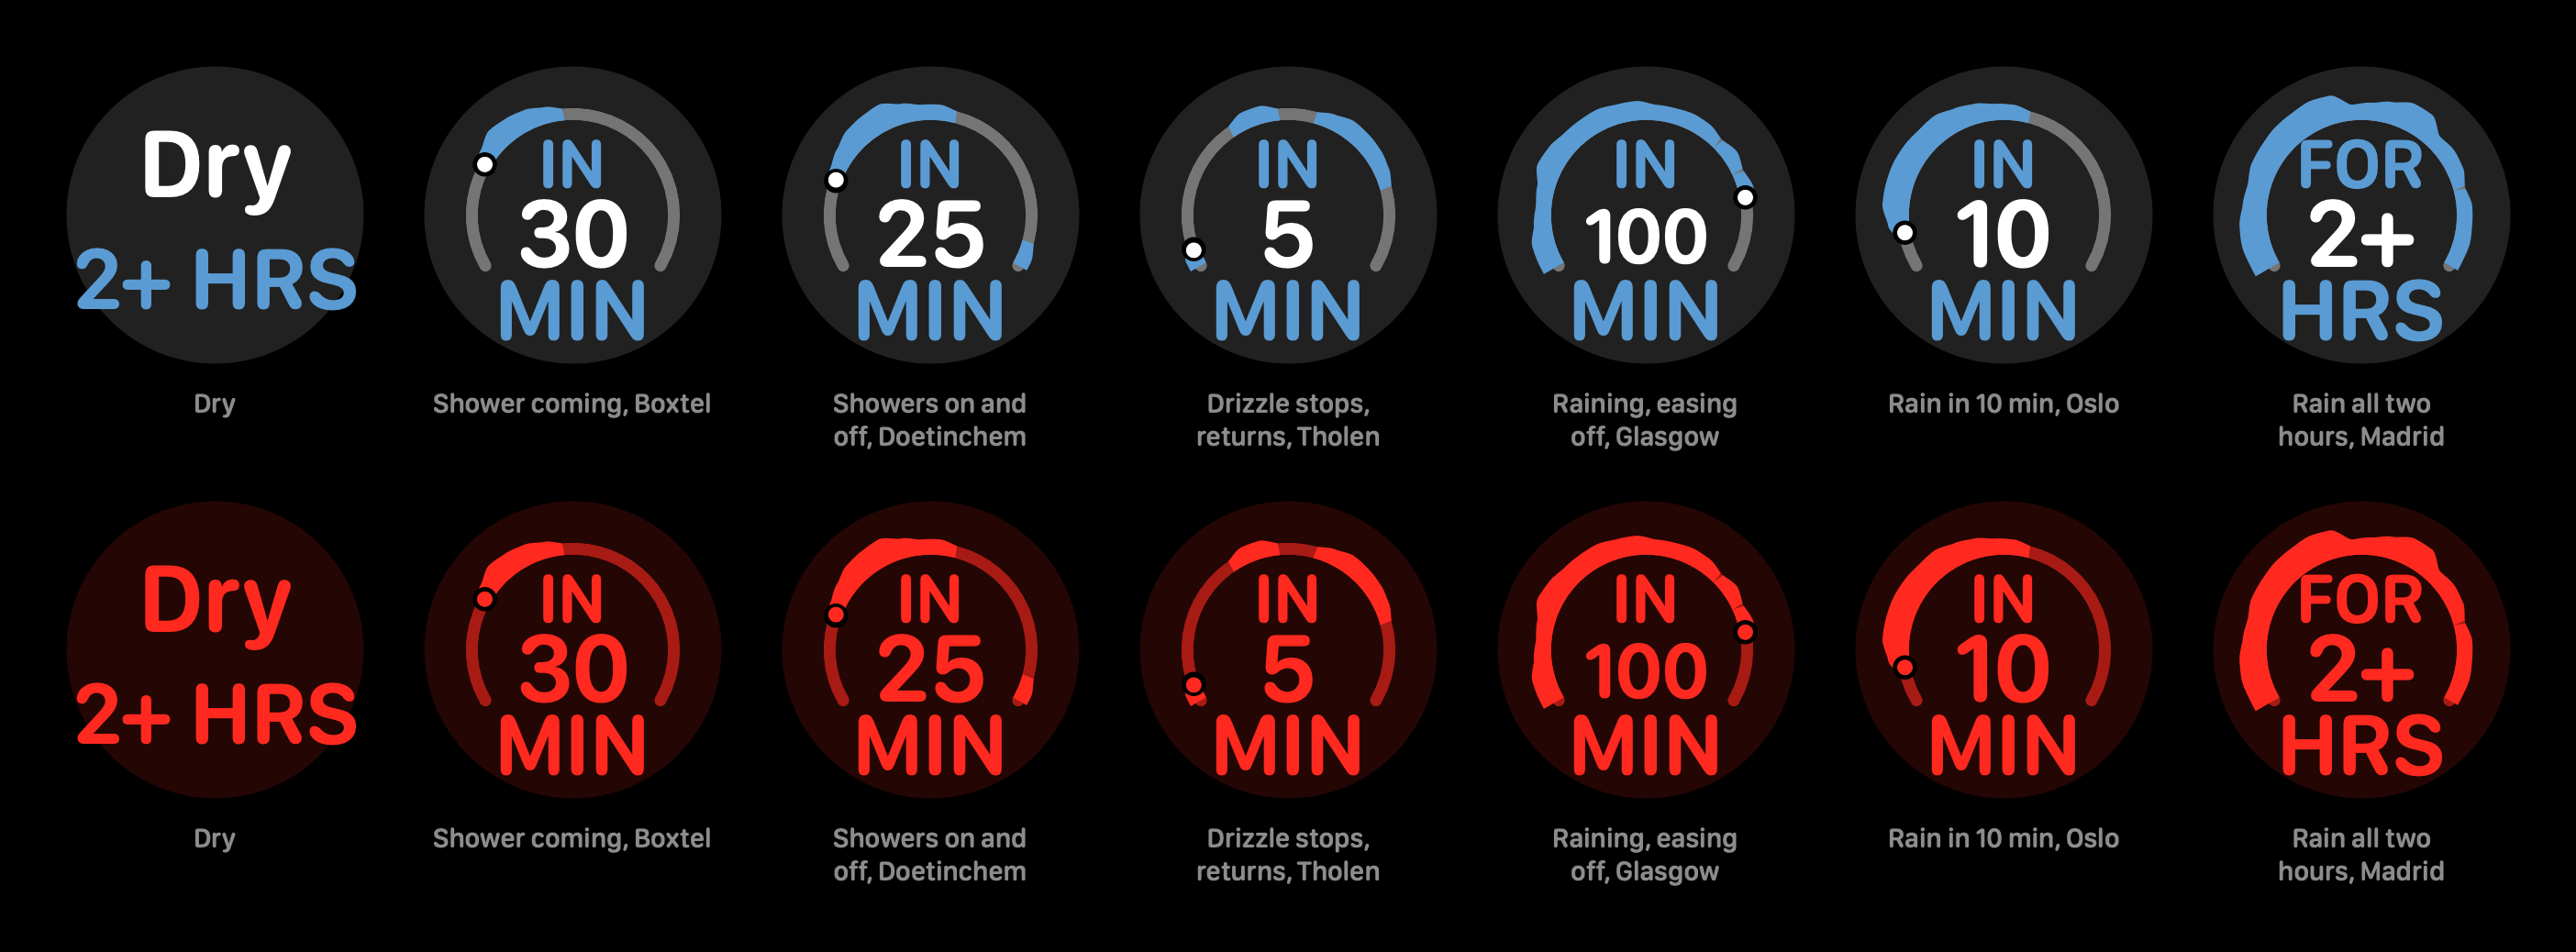 Dry
2+ HRS
Dry
IN
30
MIN
Shower coming, Boxtel
IN
25
MIN
Showers on and
off, Doetinchem
IN
5
MIN
Drizzle stops,
returns, Tholen
IN
100
MIN
Raining, easing
off, Glasgow
IN
10
MIN
Rain in 10 min, Oslo
FOR
2+
HRS
Rain all two
hours, Madrid
Dry
2+ HRS
Dry
IN
30
MIN
Shower coming, Boxtel
IN
25
MIN
Showers on and
off, Doetinchem
IN
5
MIN
Drizzle stops,
returns, Tholen
IN
100
MIN
Raining, easing
off, Glasgow
IN
10
MIN
Rain in 10 min, Oslo
FOR
2+
HRS
Rain all two
hours, Madrid